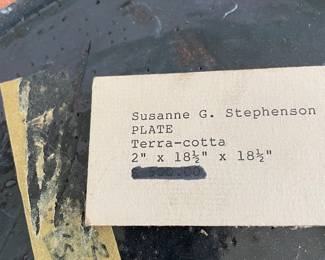 Susanne G. Stephenson
PLATE
Terra-cotta
2" x 18½" x 18½"